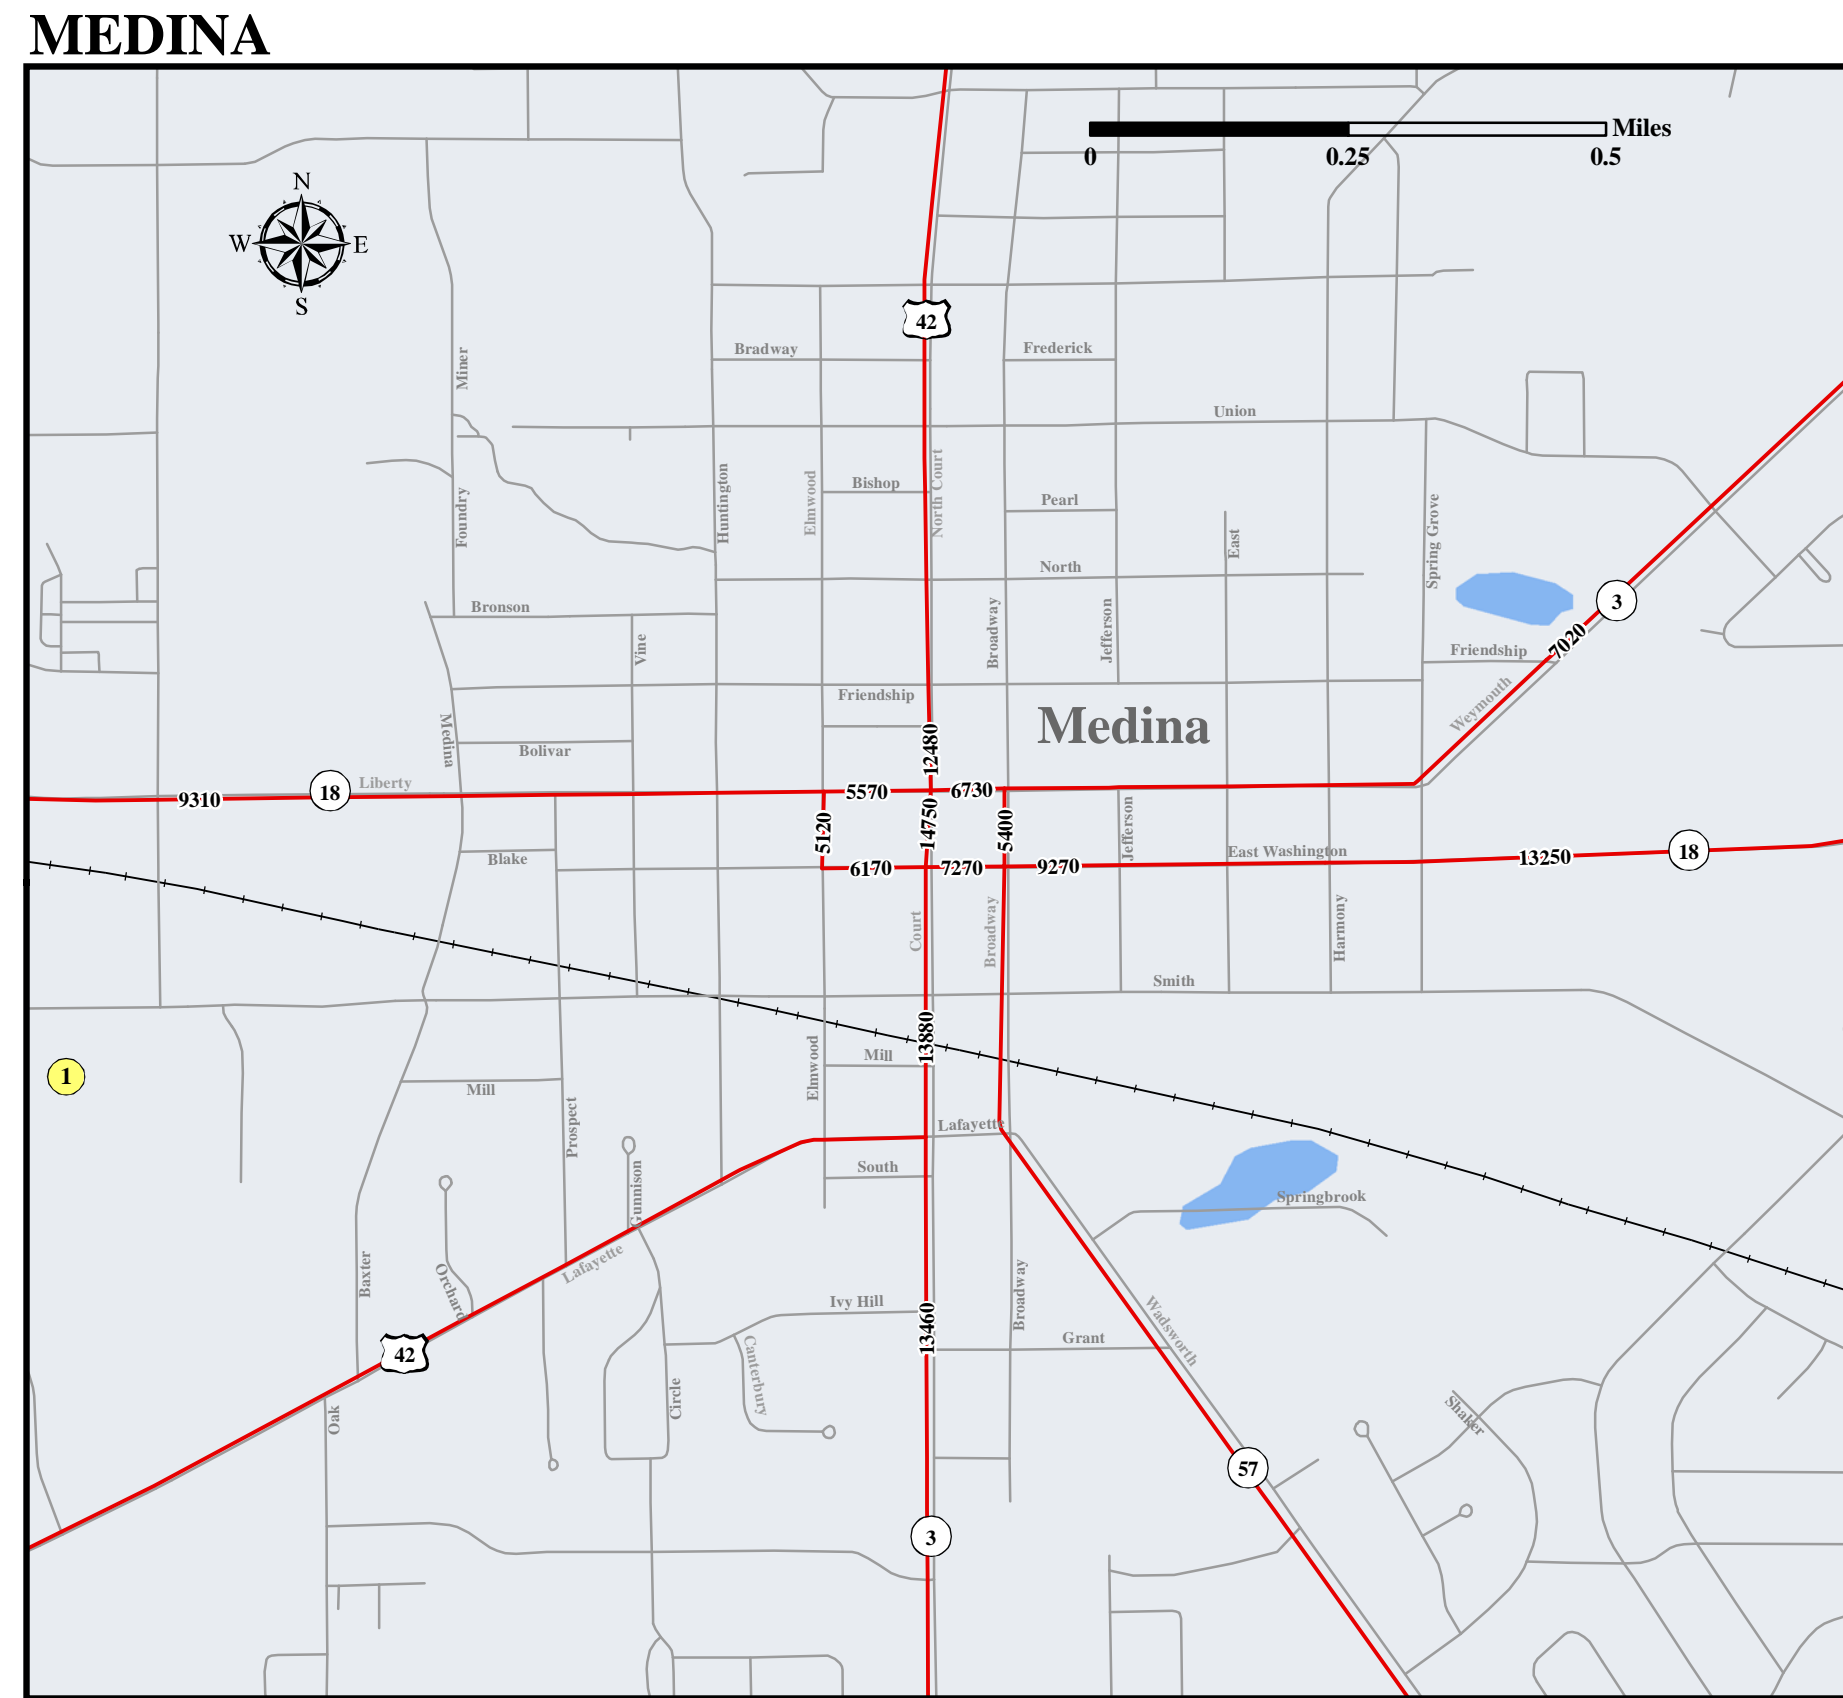 MEDINA
Miles
0
0.25
0.5
N
W
E
S
42
Bradway
Frederick
Miner
Union
North Court
Bishop
Pearl
Huntington
Elmwood
Foundry
East
Spring Grove
North
3
Bronson
Broadway
Jefferson
Vine
7020
Friendship
Friendship
Weymouth
Medina
Medina
Bolivar
12480
Liberty
18
9310
5570
6730
5120
14750
5400
Jefferson
East Washington
13250
18
Blake
6170
7270
9270
Court
Broadway
Harmony
Smith
13880
Mill
Elmwood
1
Mill
Prospect
Lafayette
South
Gunnison
Springbrook
Lafayette
Baxter
Orchard
Ivy Hill
13460
Broadway
Wadsworth
Grant
42
Canterbury
Circle
Oak
Shaker
57
3